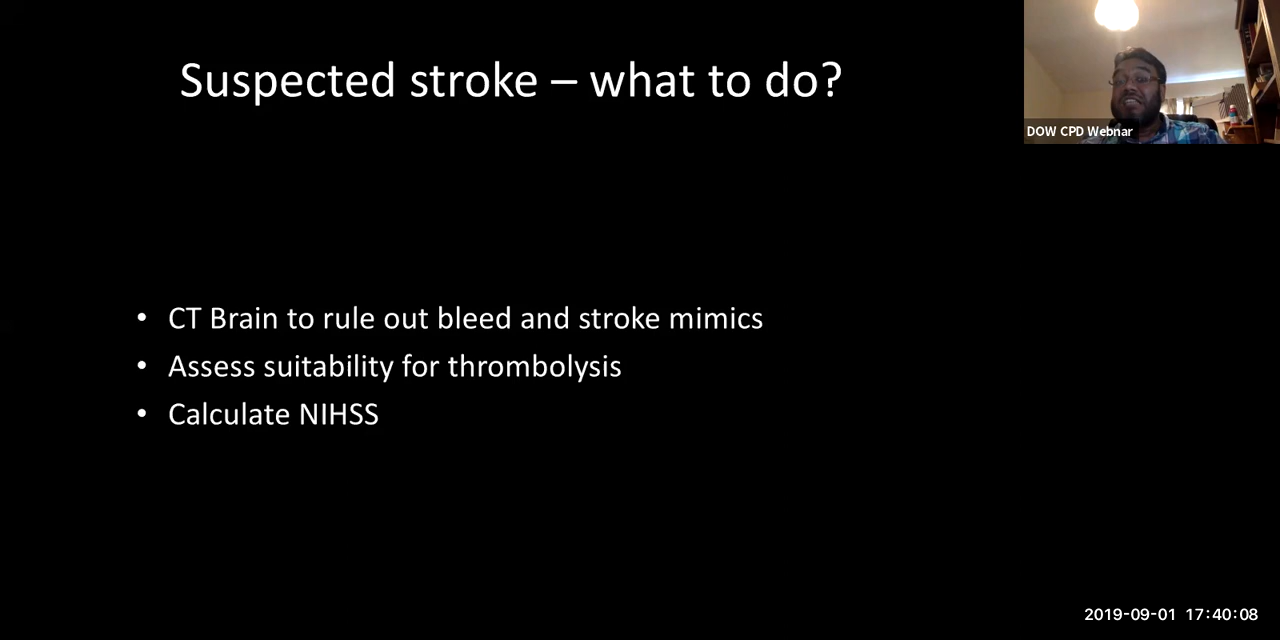 Suspected stroke – what to do?
DOW CPD Webnar
• CT Brain to rule out bleed and stroke mimics
• Assess suitability for thrombolysis
• Calculate NIHSS
2019-09-01 17:40:08